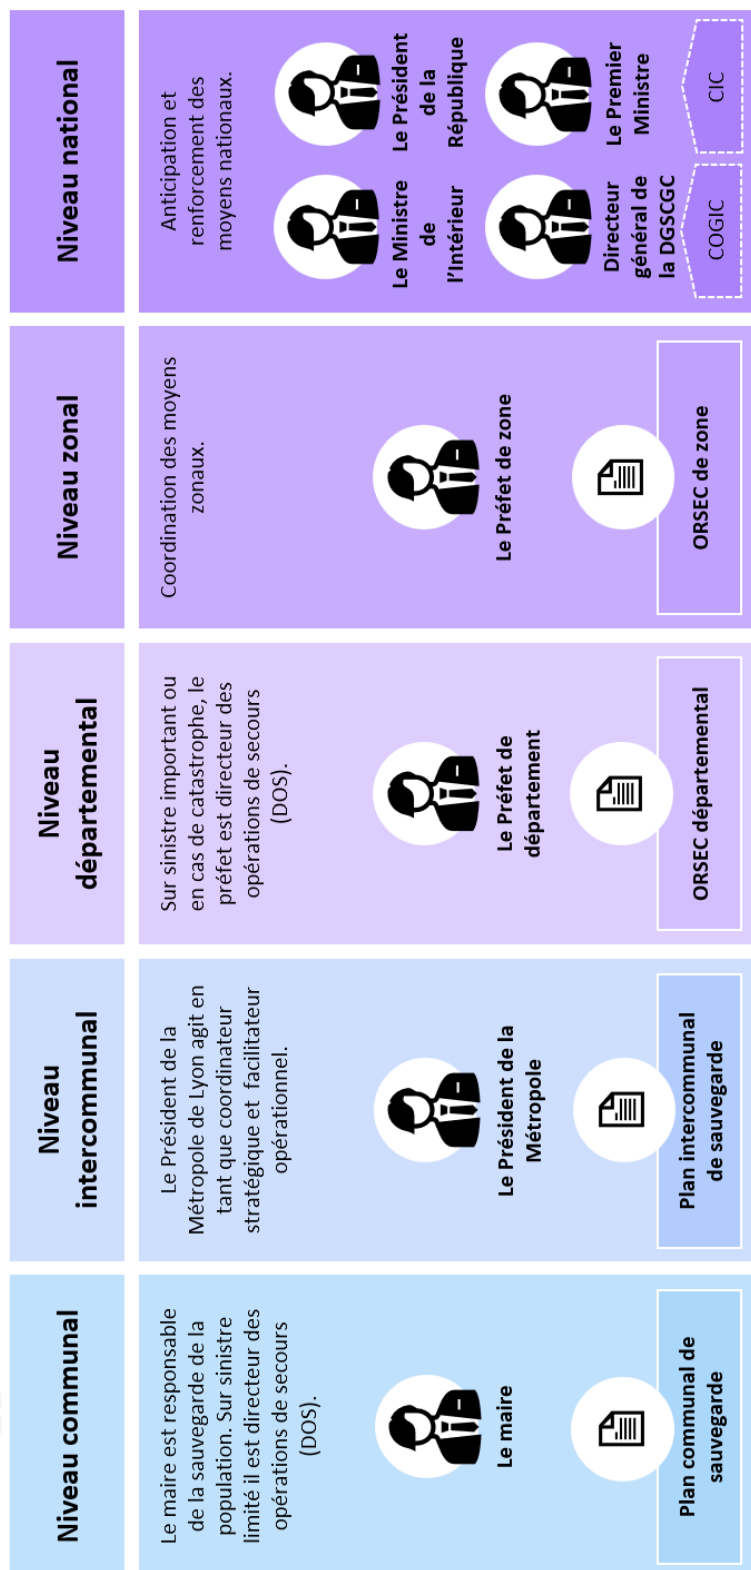 Niveau communal
Le maire est responsable
de la sauvegarde de la
population. Sur sinistre
limité il est directeur des
opérations de secours
(DOS).
Le maire
Plan communal de
sauvegarde
Niveau
intercommunal
Le Président de la
Métropole de Lyon agit en
tant que coordinateur
stratégique et facilitateur
opérationnel.
Le Président de la
Métropole
Plan intercommunal
de sauvegarde
Niveau
départemental
Sur sinistre important ou
en cas de catastrophe, le
préfet est directeur des
opérations de secours
(DOS).
Le Préfet de
département
ORSEC départemental
Niveau zonal
Coordination des moyens
zonaux.
Le Préfet de zone
ORSEC de zone
Niveau national
Anticipation et
renforcement des
moyens nationaux.
Le Ministre
de
l'Intérieur
Le Président
de la
République
Directeur
général de
la DGSCGC
Le Premier
Ministre
COGIC
CIC